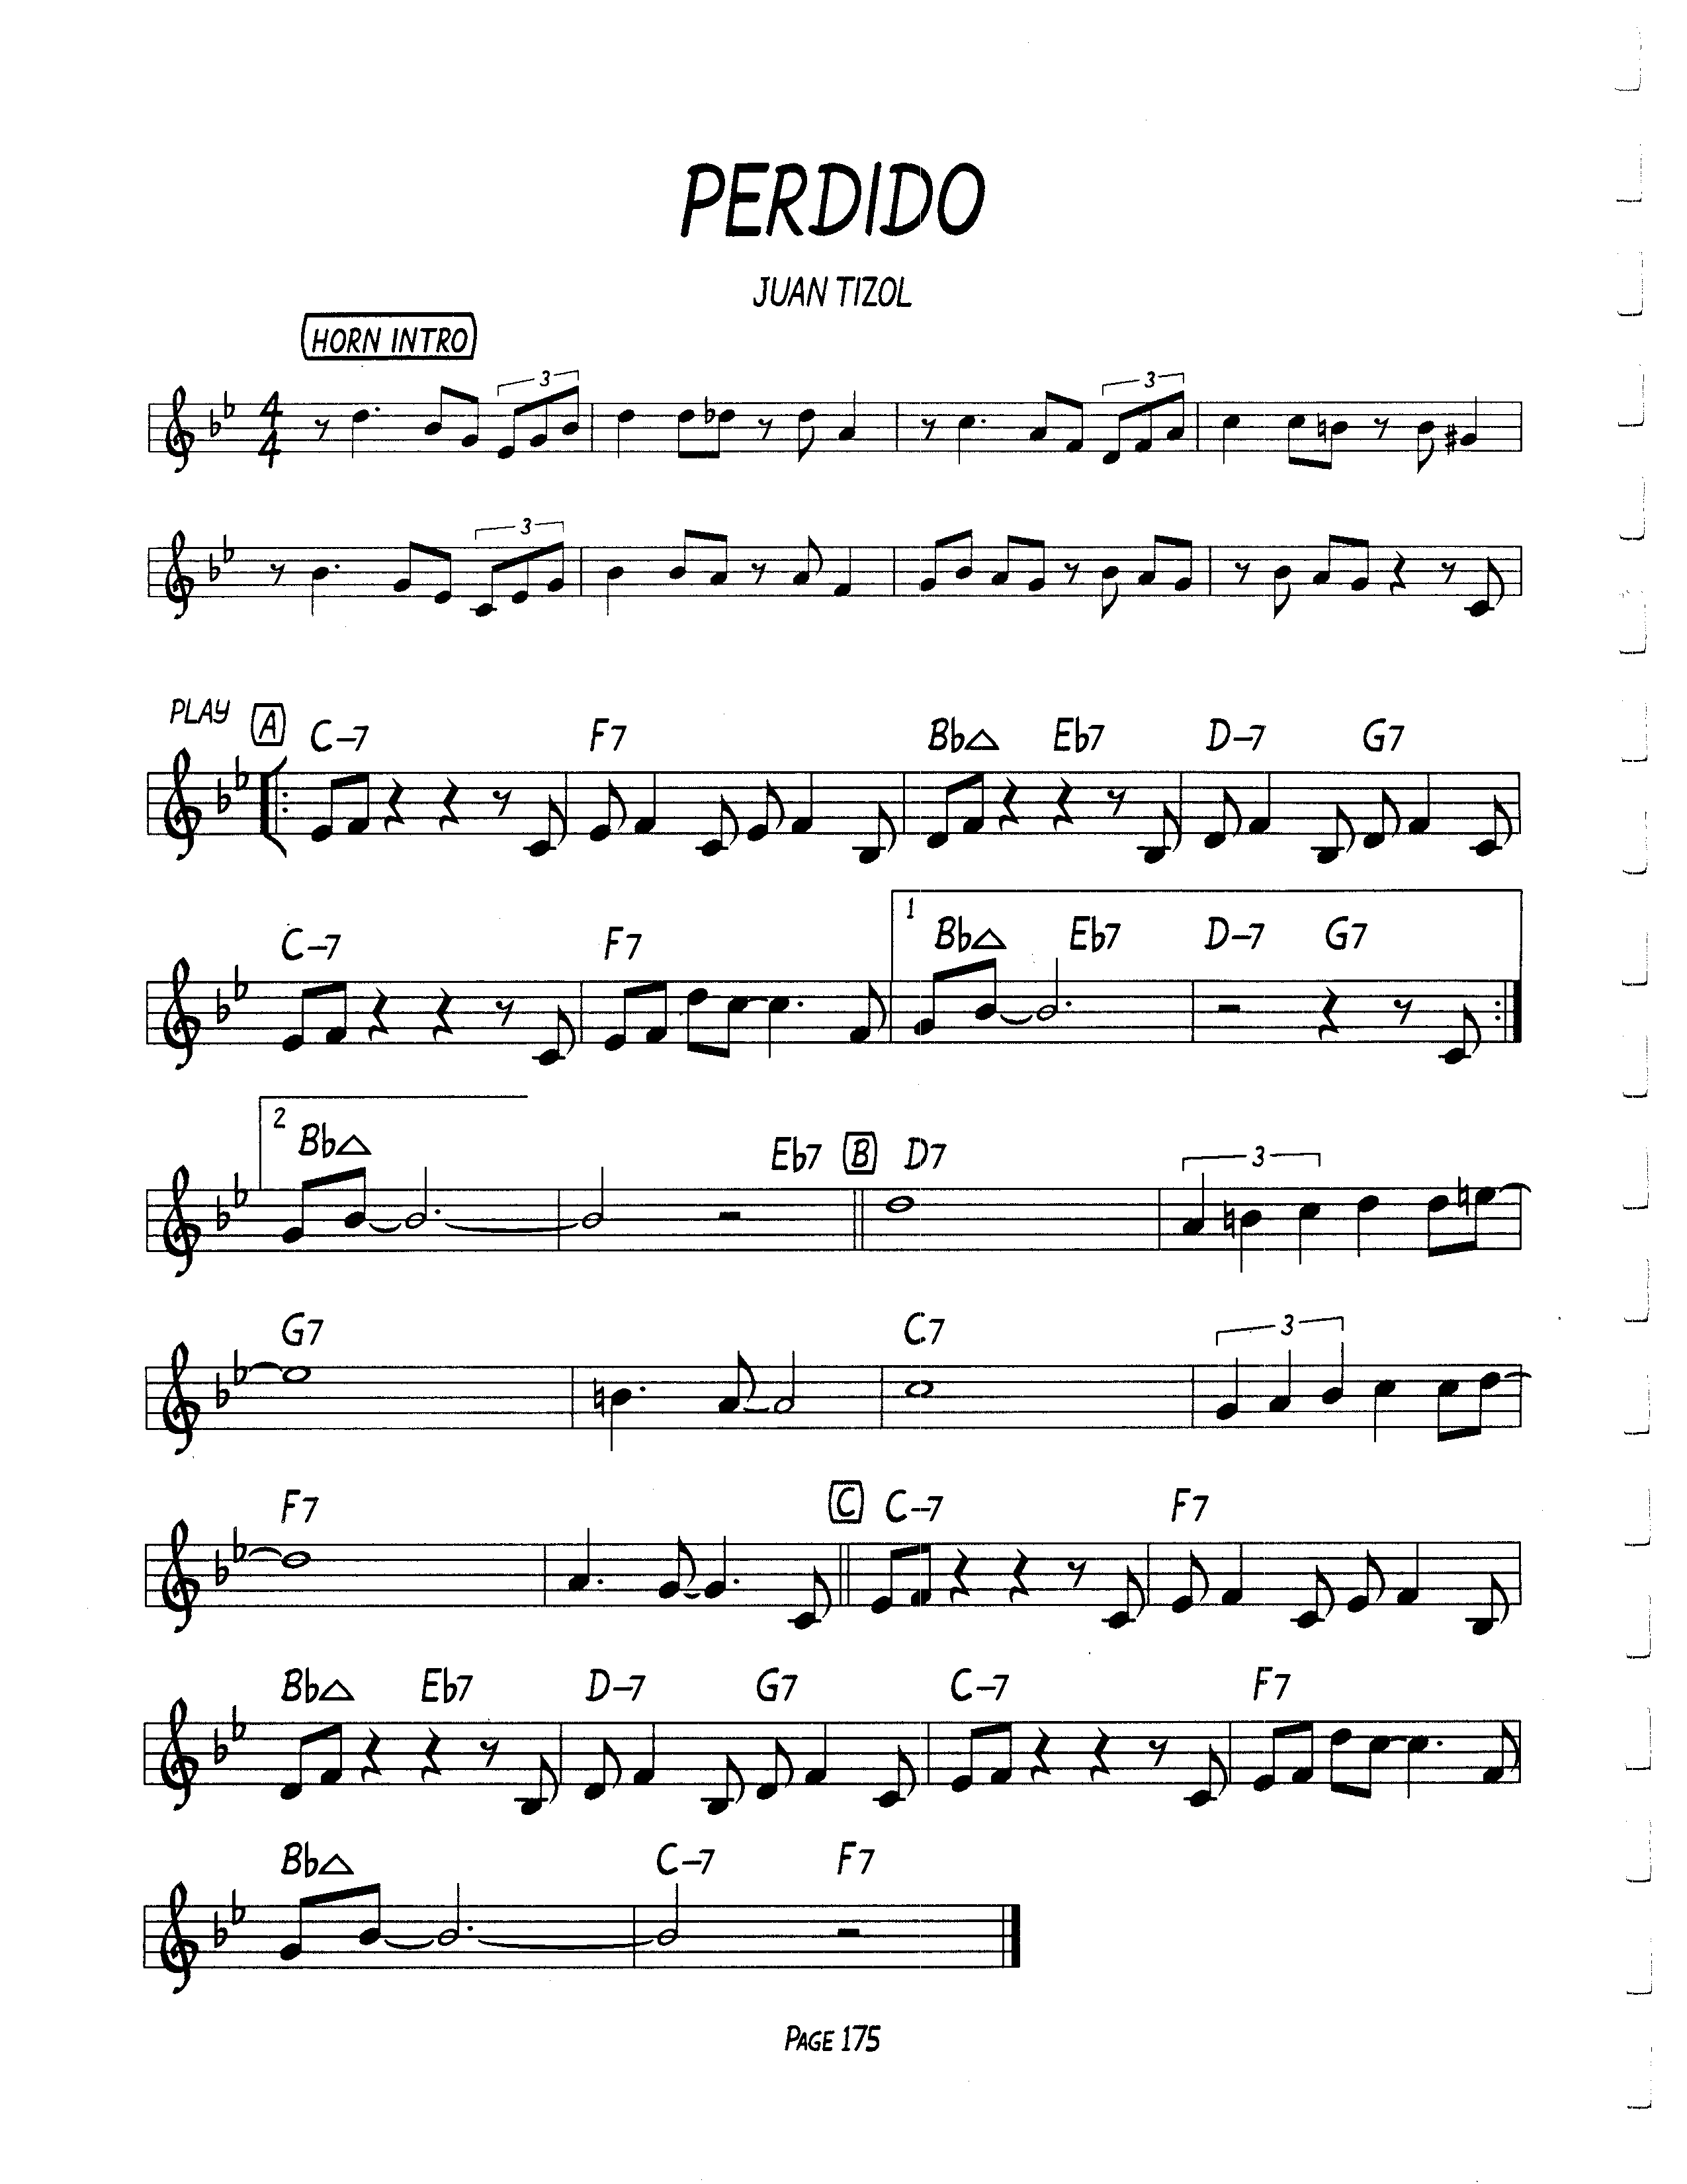 PERDIDO
JUAN TIZOL
HORN INTRO
4 4
3 3
3
PLAY A C-7 F7 Bb△ Eb7 D-7 G7
C-7 F7 1 Bb△ Eb7 D-7 G7
2 Bb△ Eb7 B D7 3
G7 C7 3
F7 C C-7 F7
Bb△ Eb7 D-7 G7 C-7 F7
Bb△ C-7 F7
PAGE 175